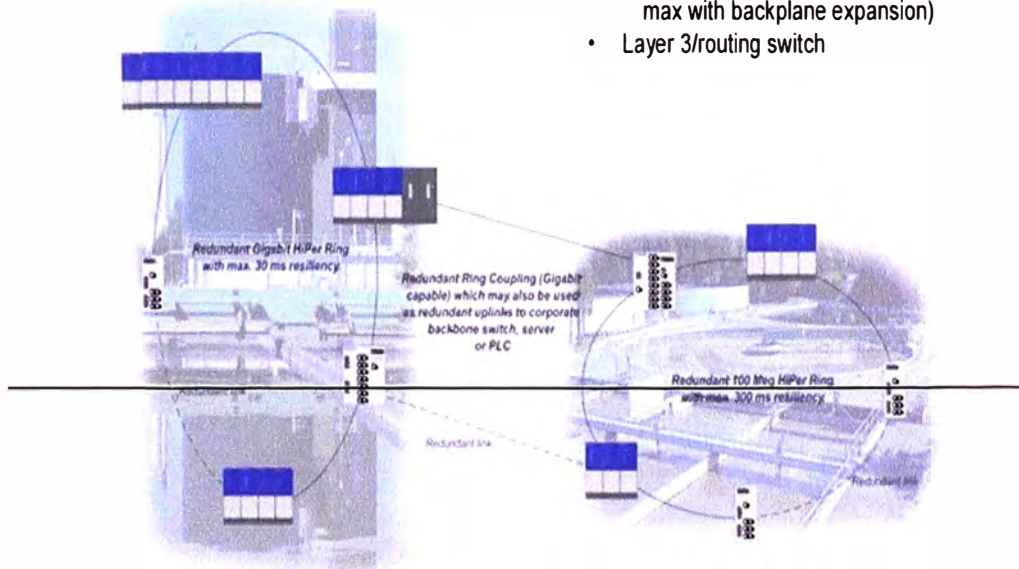 max with backplane expansion)
• Layer 3/routing switch
Redundant Gigabit HiPer Ring
with max. 30 ms resiliency
Redundant Ring Coupling (Gigabit
capable) which may also be used
as redundant uplinks to corporate
backbone switch, server
or PLC
Redundant 100 Meg HiPer Ring
with max. 300 ms resiliency
Redundant link
Redundant link
Redundant link